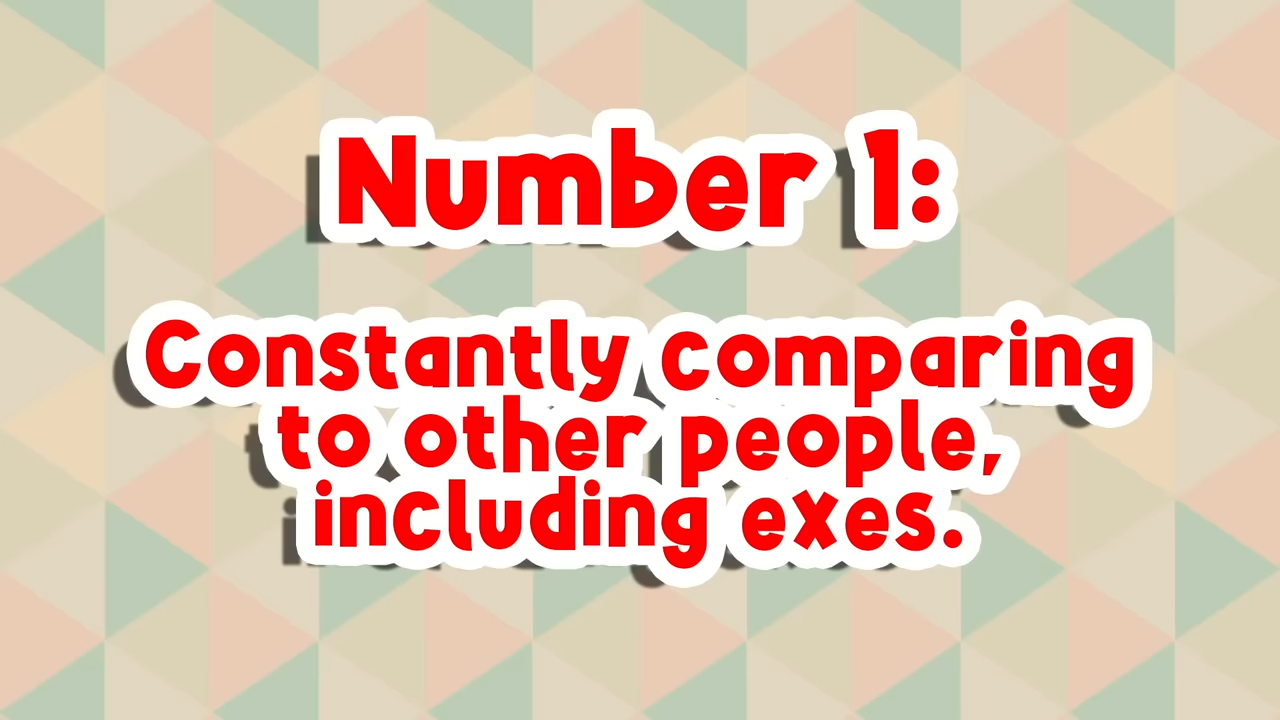 Number 1:
Constantly comparing
to other people,
including exes.